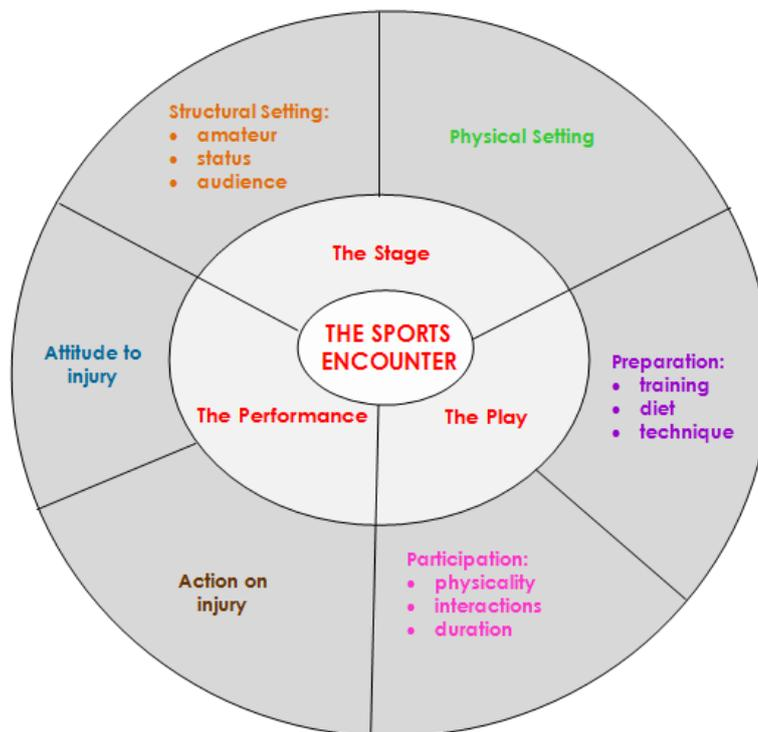 Structural Setting:
• amateur
• status
• audience
Physical Setting
The Stage
THE SPORTS
ENCOUNTER
Attitude to
injury
Preparation:
• training
• diet
• technique
The Performance
The Play
Action on
injury
Participation:
• physicality
• interactions
• duration